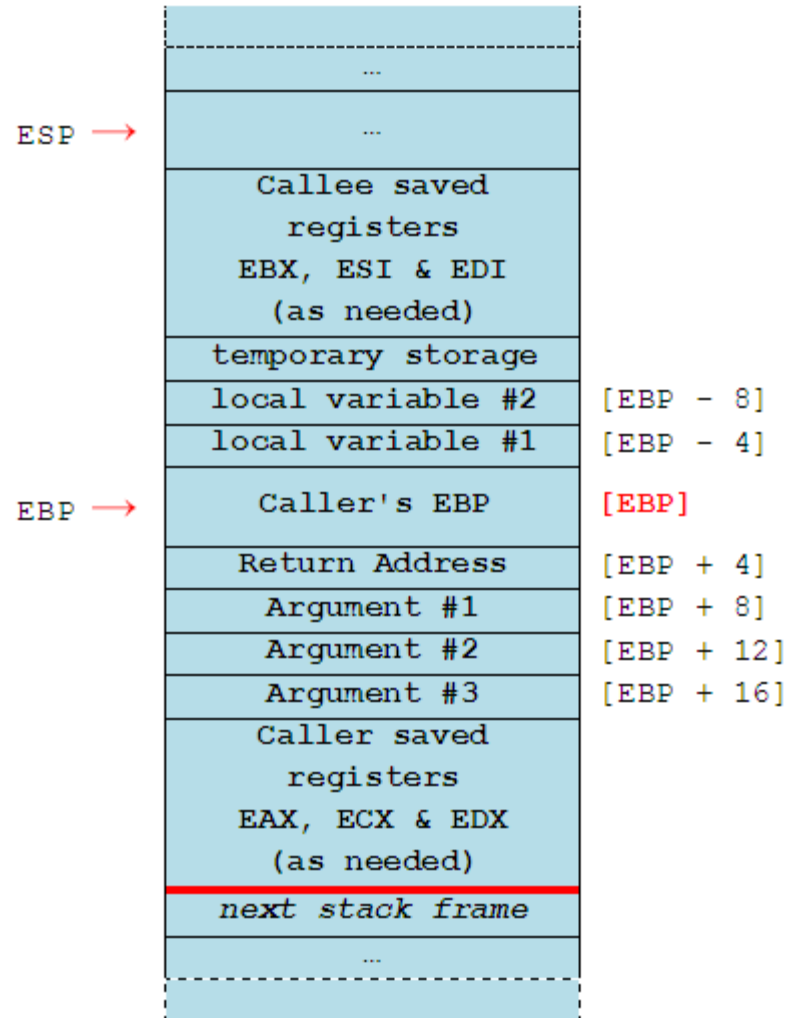 ...
ESP → ...
Callee saved
registers
EBX, ESI & EDI
(as needed)
temporary storage
local variable #2 [EBP - 8]
local variable #1 [EBP - 4]
EBP → Caller's EBP [EBP]
Return Address [EBP + 4]
Argument #1 [EBP + 8]
Argument #2 [EBP + 12]
Argument #3 [EBP + 16]
Caller saved
registers
EAX, ECX & EDX
(as needed)
next stack frame
...